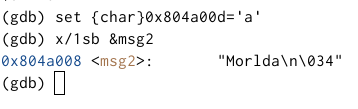 (gdb) set {char}0x804a00d='a'
(gdb) x/1sb &msg2
0x804a008 <msg2>: "Morlda\n\034"
(gdb)